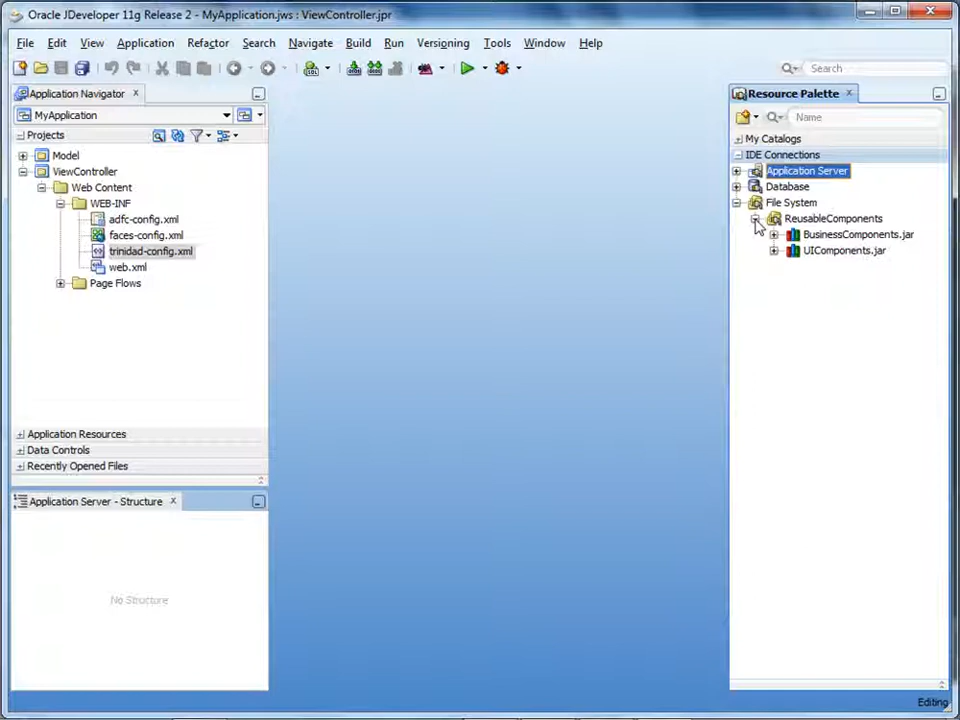 Oracle JDeveloper 11g Release 2 - MyApplication.jws : ViewController.jpr
File Edit View Application Refactor Search Navigate Build Run Versioning Tools Window Help
Search
Application Navigator
MyApplication
Projects
Model
ViewController
Web Content
WEB-INF
adfc-config.xml
faces-config.xml
trinidad-config.xml
web.xml
Page Flows
Application Resources
Data Controls
Recently Opened Files
Application Server - Structure
No Structure
Resource Palette
Name
My Catalogs
IDE Connections
Application Server
Database
File System
ReusableComponents
BusinessComponents.jar
UIComponents.jar
Editing